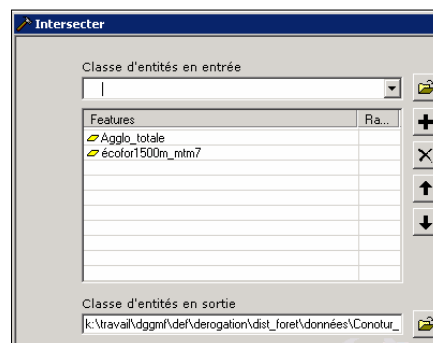 Intersecter
Classe d'entités en entrée
Features Ra...
Agglo_totale
écofor1500m_mtm7
Classe d'entités en sortie
k:\travail\dggmf\def\derogation\dist_foret\données\Conotur_